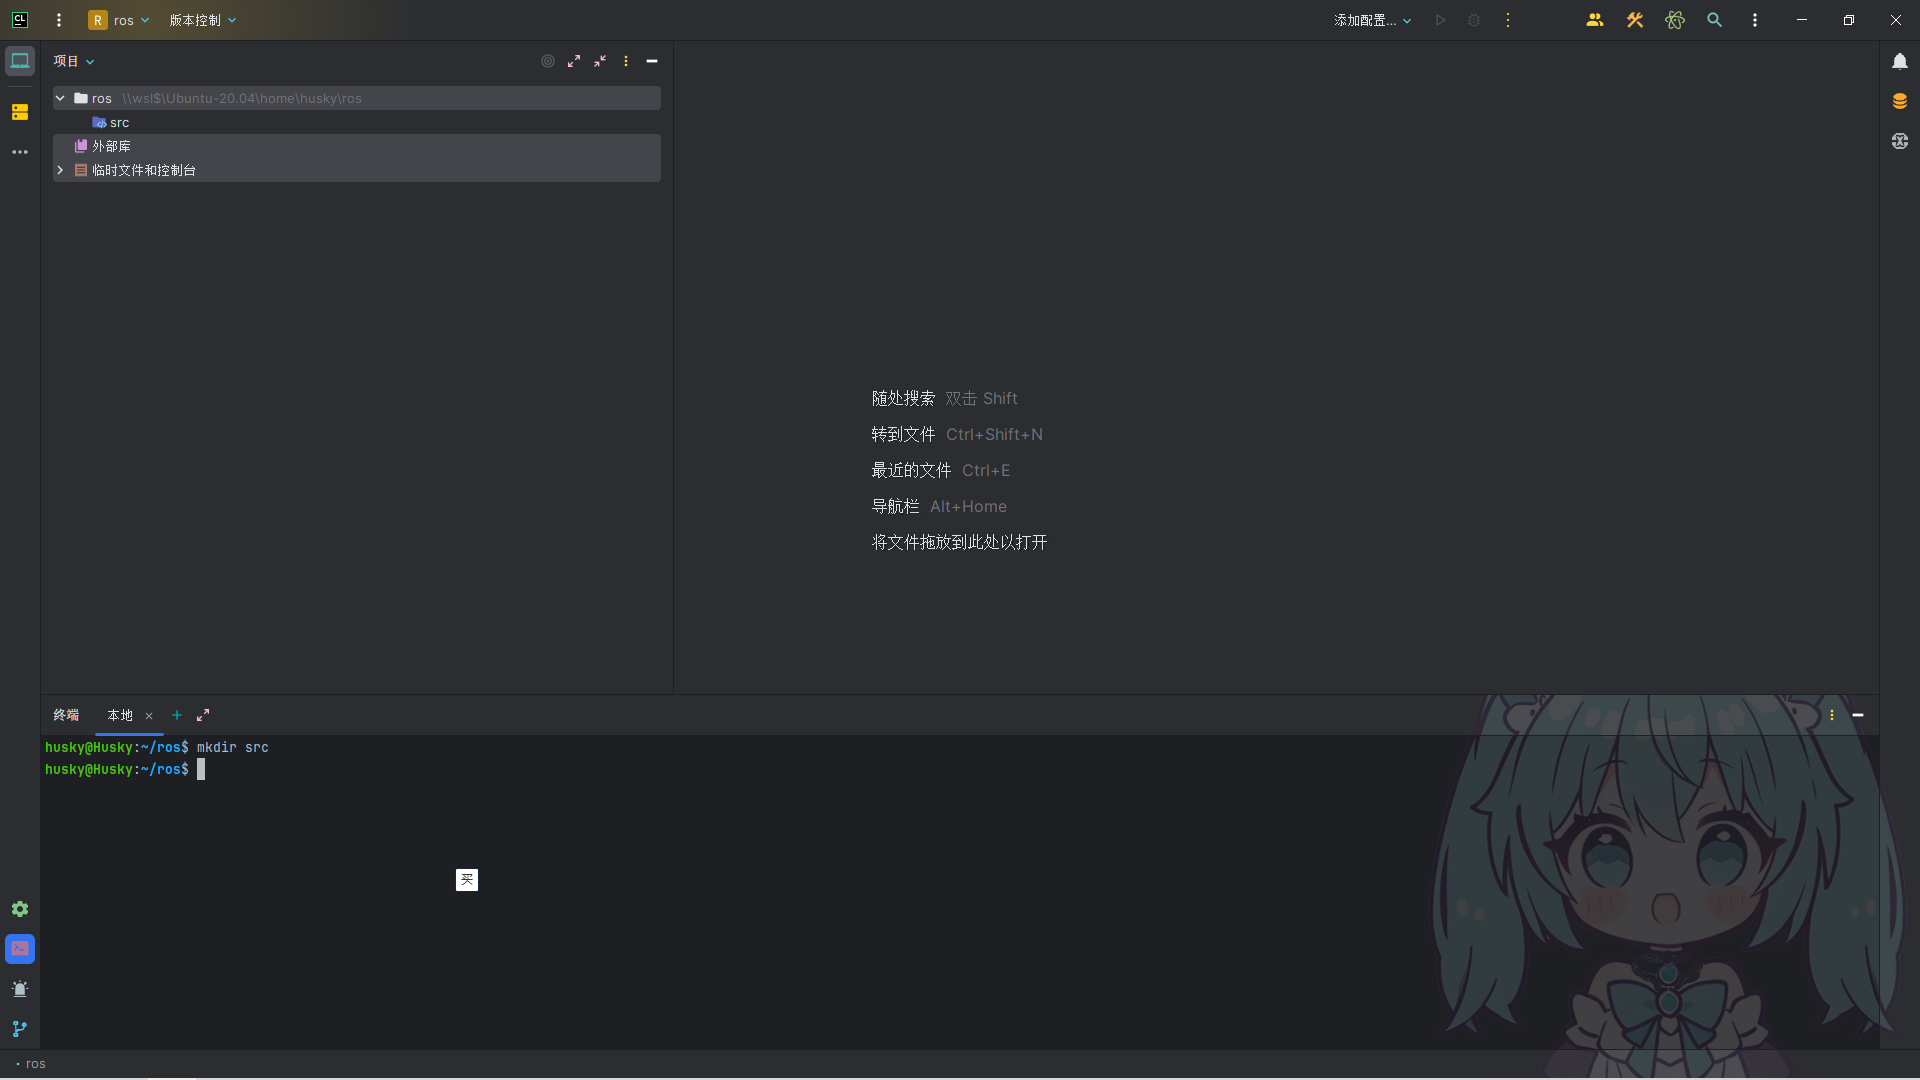 CL
R ros 版本控制
添加配置...
项目
ros \\wsl$\Ubuntu-20.04\home\husky\ros
src
外部库
临时文件和控制台
随处搜索 双击 Shift
转到文件 Ctrl+Shift+N
最近的文件 Ctrl+E
导航栏 Alt+Home
将文件拖放到此处以打开
终端 本地
husky@Husky:~/ros$ mkdir src
husky@Husky:~/ros$
买
ros